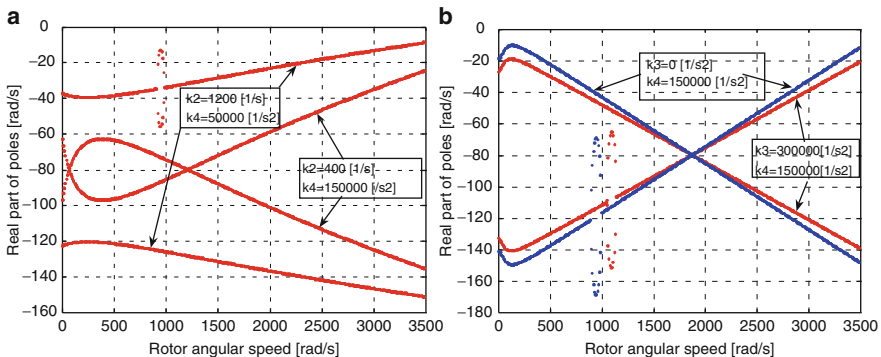 a
0
−20
−40
−60
−80
−100
−120
−140
−160
Real part of poles [rad/s]
k2=1200 [1/s]
k4=50000 [1/s2]
k2=400 [1/s]
k4=150000 [/s2]
0 500 1000 1500 2000 2500 3000 3500
Rotor angular speed [rad/s]
b
0
−20
−40
−60
−80
−100
−120
−140
−160
−180
Real part of poles [rad/s]
k3=0 [1/s2]
k4=150000 [1/s2]
k3=300000[1/s2]
k4=150000[1/s2]
0 500 1000 1500 2000 2500 3000 3500
Rotor angular speed [rad/s]